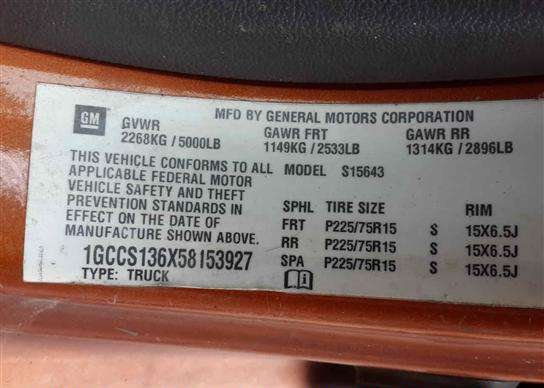 MFD BY GENERAL MOTORS CORPORATION
GM
GVWR GAWR FRT GAWR RR
2268KG / 5000LB 1149KG / 2533LB 1314KG / 2896LB
THIS VEHICLE CONFORMS TO ALL MODEL S15643
APPLICABLE FEDERAL MOTOR
VEHICLE SAFETY AND THEFT
PREVENTION STANDARDS IN
EFFECT ON THE DATE OF
MANUFACTURE SHOWN ABOVE.
1GCCS136X58153927
TYPE: TRUCK
SPHL TIRE SIZE RIM
FRT P225/75R15 S 15X6.5J
RR P225/75R15 S 15X6.5J
SPA P225/75R15 S 15X6.5J